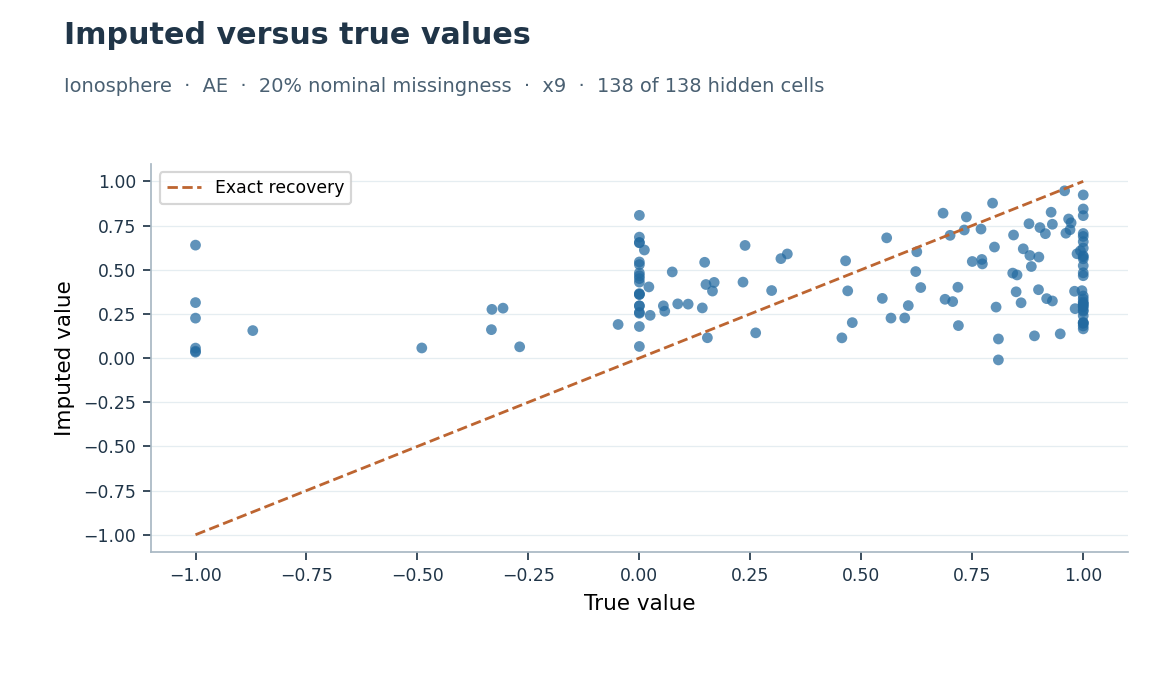 Imputed versus true values
Ionosphere · AE · 20% nominal missingness · x9 · 138 of 138 hidden cells
Exact recovery
1.00
0.75
0.50
0.25
0.00
−0.25
−0.50
−0.75
−1.00
Imputed value
−1.00 −0.75 −0.50 −0.25 0.00 0.25 0.50 0.75 1.00
True value